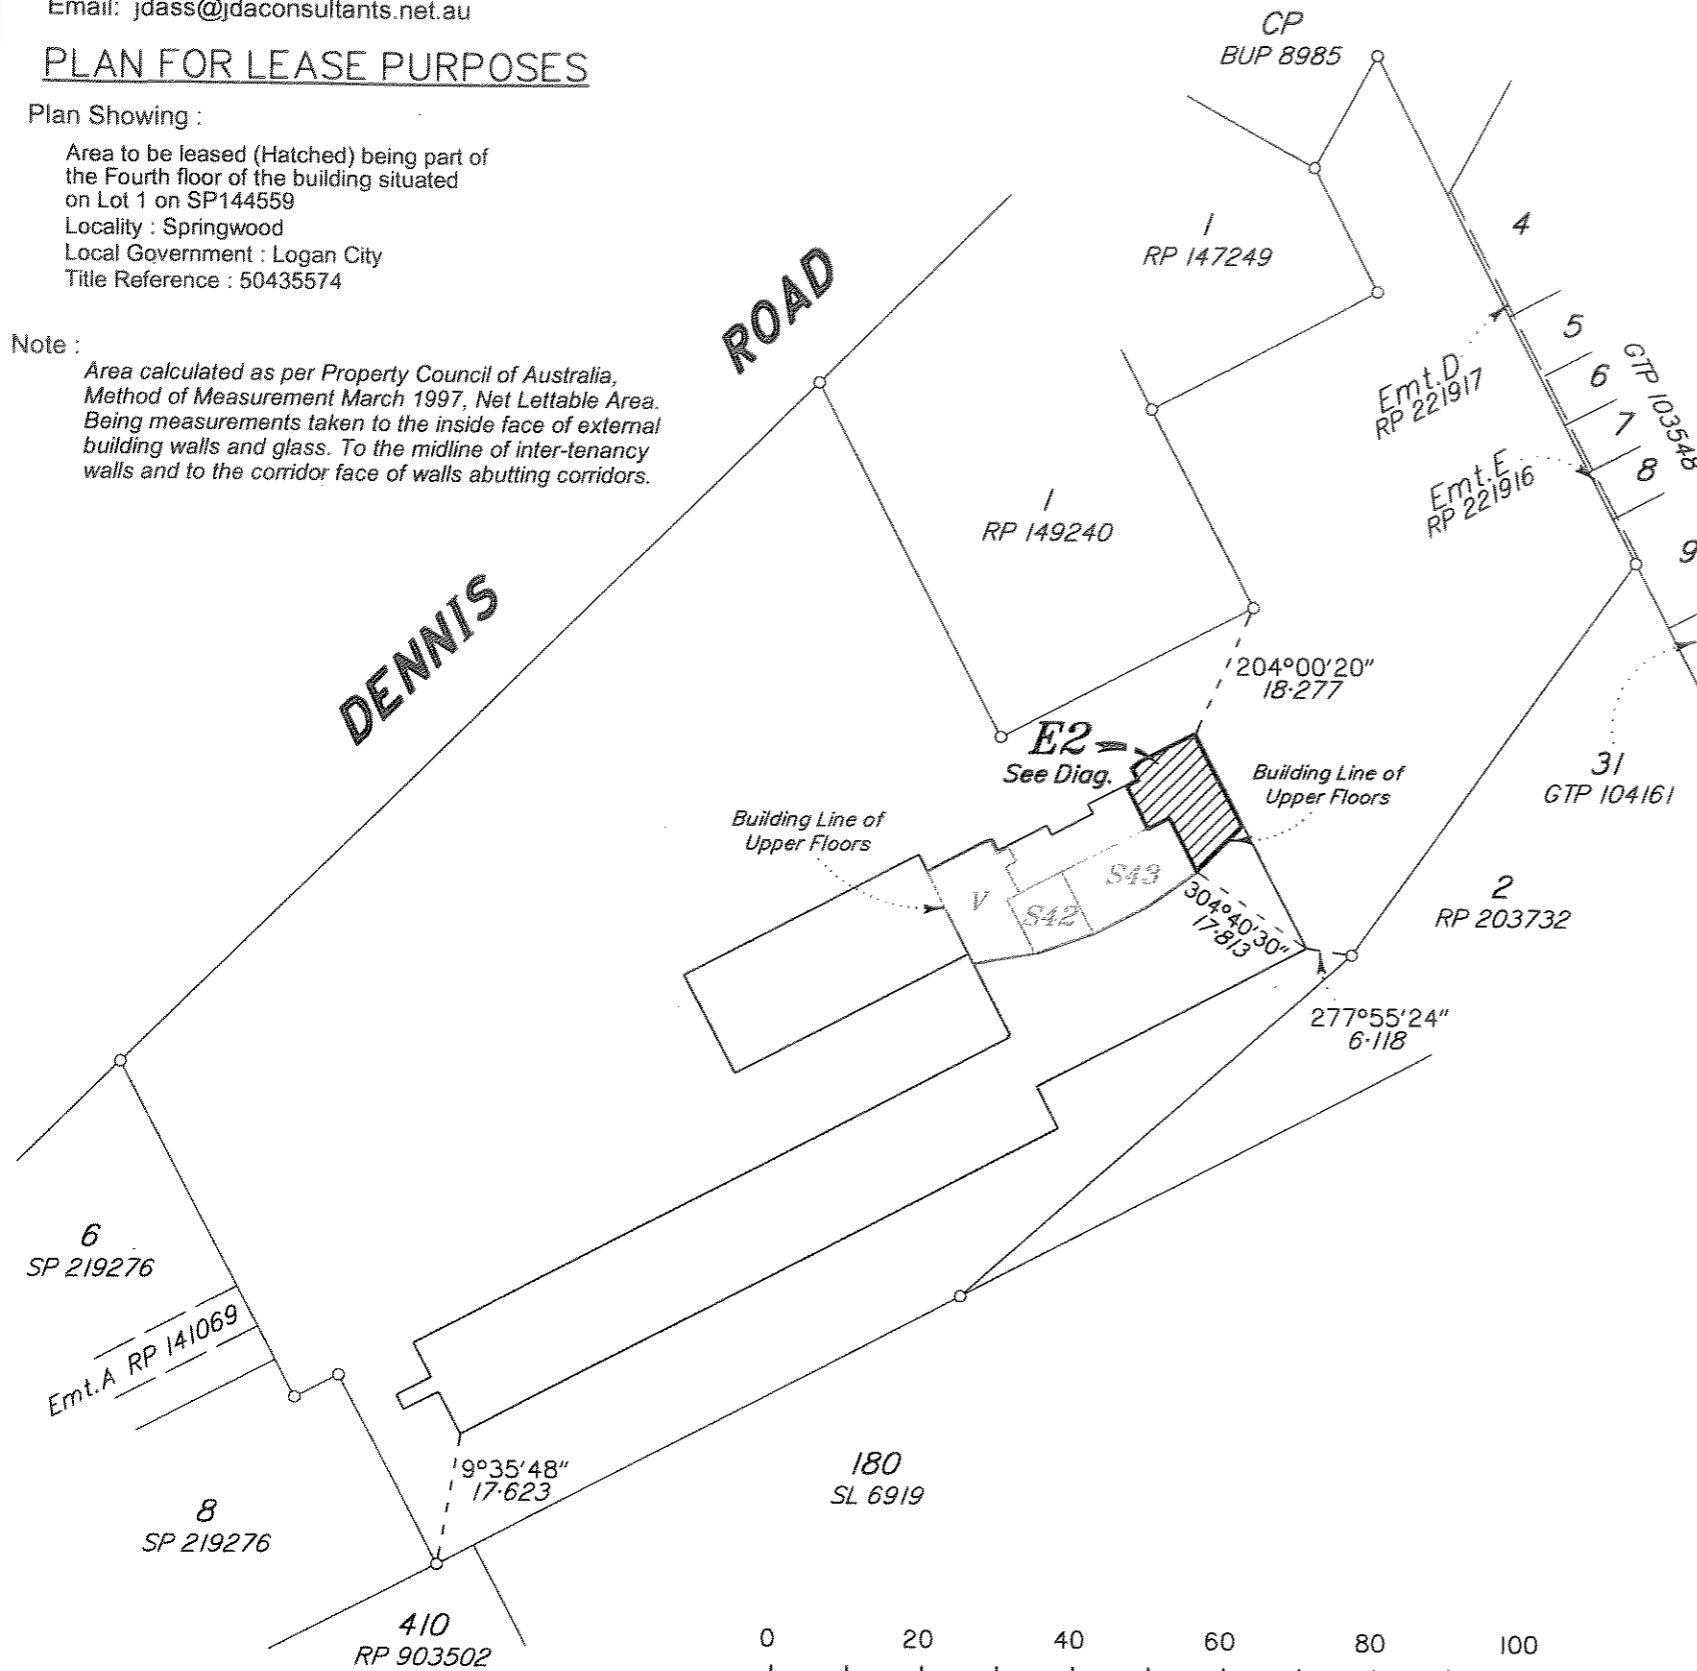 Email: jdass@jdaconsultants.net.au
PLAN FOR LEASE PURPOSES
Plan Showing :
Area to be leased (Hatched) being part of
the Fourth floor of the building situated
on Lot 1 on SP144559
Locality : Springwood
Local Government : Logan City
Title Reference : 50435574
Note :
Area calculated as per Property Council of Australia,
Method of Measurement March 1997, Net Lettable Area.
Being measurements taken to the inside face of external
building walls and glass. To the midline of inter-tenancy
walls and to the corridor face of walls abutting corridors.
CP
BUP 8985
1
RP 147249
4
5
6
7
8
9
GTP 103548
Emt.D
RP 221917
Emt.E
RP 221916
DENNIS ROAD
1
RP 149240
204°00'20"
18·277
E2
See Diag.
Building Line of
Upper Floors
Building Line of
Upper Floors
V
S42
S43
304°40'30"
17·813
31
GTP 104161
2
RP 203732
277°55'24"
6·118
6
SP 219276
Emt.A RP 141069
8
SP 219276
9°35'48"
17·623
180
SL 6919
410
RP 903502
0 20 40 60 80 100